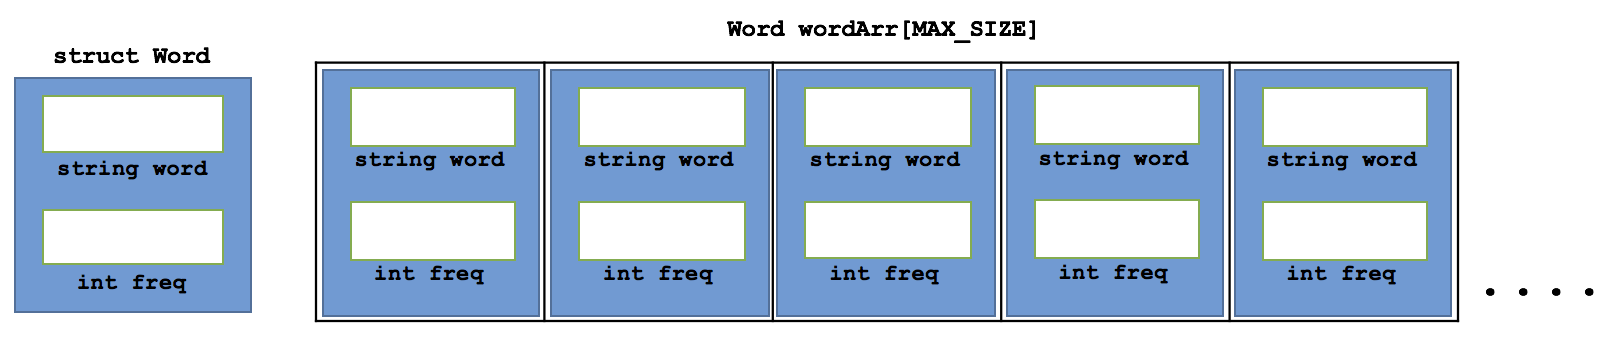 Word wordArr[MAX_SIZE]
struct Word
string word
int freq
string word string word string word string word string word
int freq int freq int freq int freq int freq
. . . .